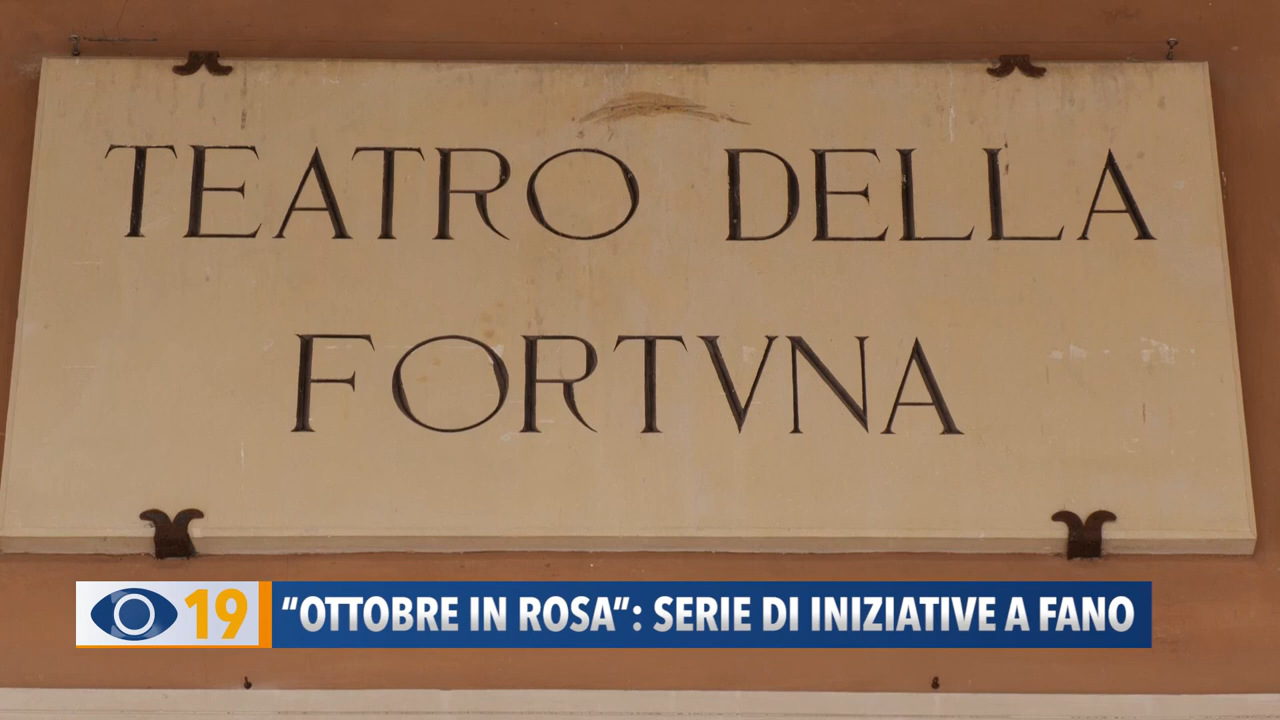 TEATRO DELLA
FORTVNA
19 “OTTOBRE IN ROSA”: SERIE DI INIZIATIVE A FANO